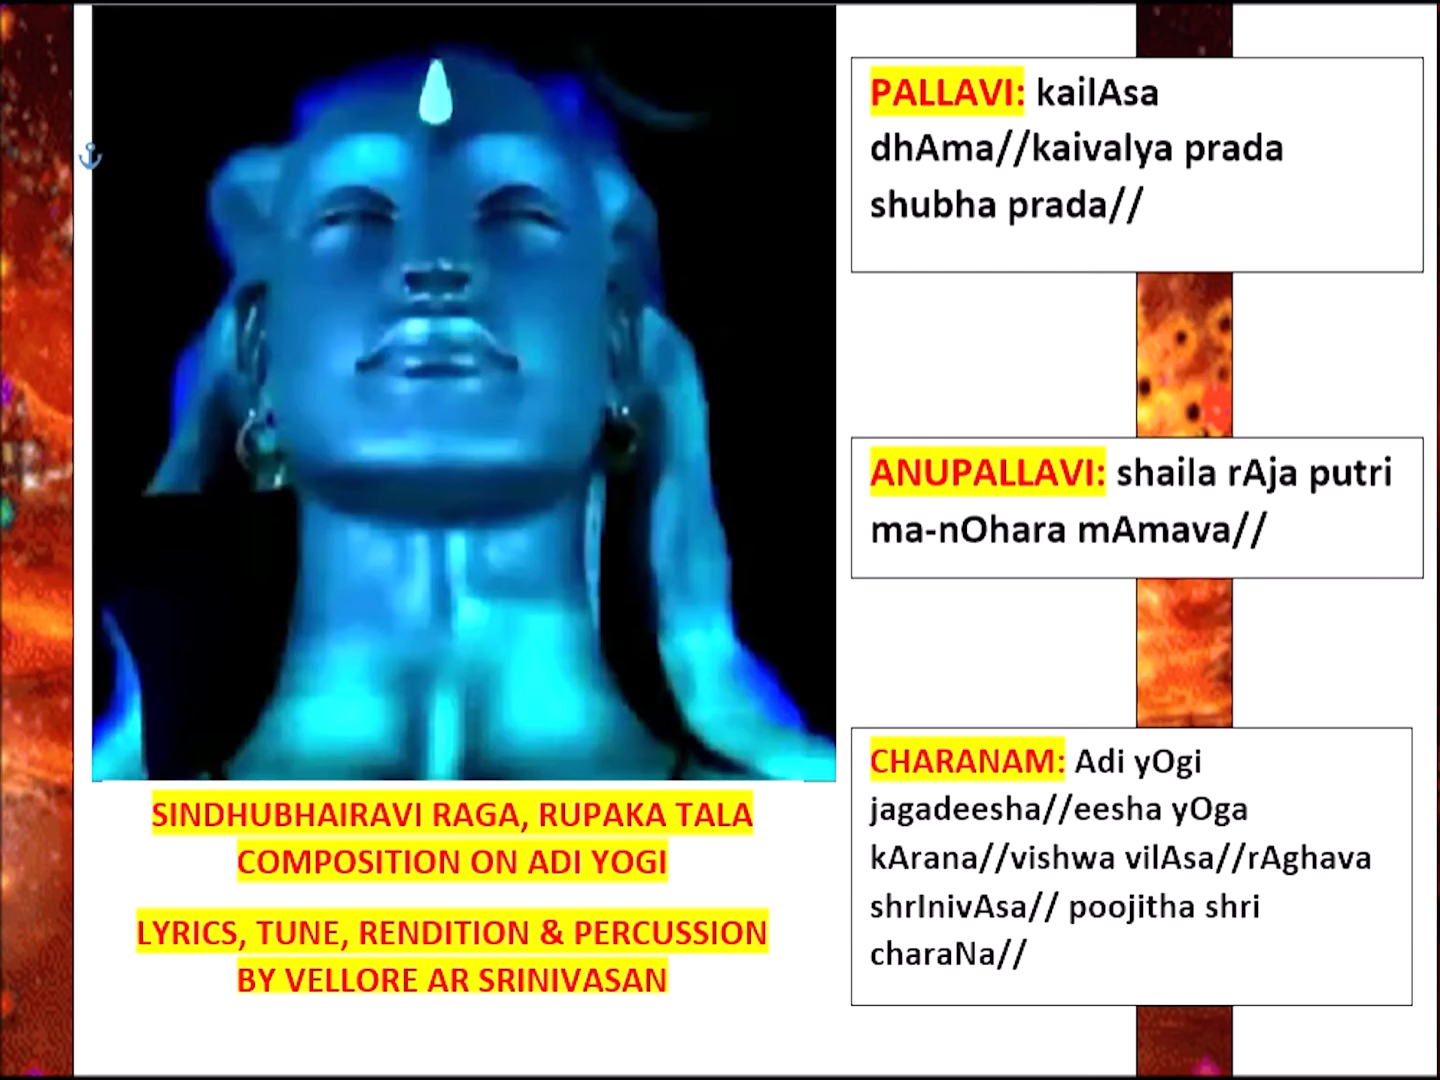 PALLAVI: kailAsa
dhAma//kaivalya prada
shubha prada//
ANUPALLAVI: shaila rAja putri
ma-nOhara mAmava//
CHARANAM: Adi yOgi
jagadeesha//eesha yOga
kArana//vishwa vilAsa//rAghava
shrInivAsa// poojitha shri
charaNa//
SINDHUBHAIRAVI RAGA, RUPAKA TALA
COMPOSITION ON ADI YOGI
LYRICS, TUNE, RENDITION & PERCUSSION
BY VELLORE AR SRINIVASAN